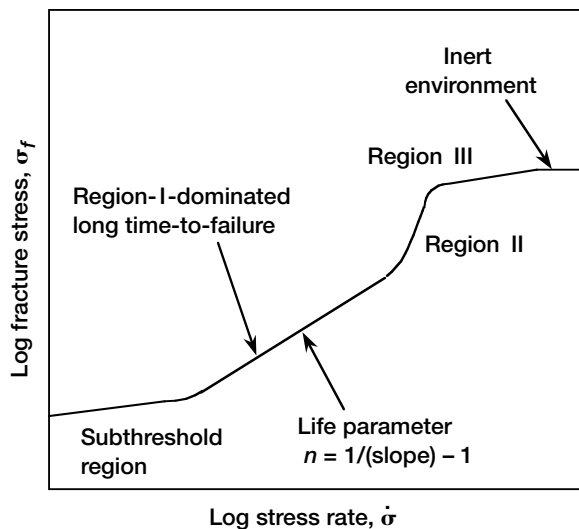 Inert
environment
Region III
Region-I-dominated
long time-to-failure
Region II
Log fracture stress, σf
Life parameter
n = 1/(slope) − 1
Subthreshold
region
Log stress rate, σ̇